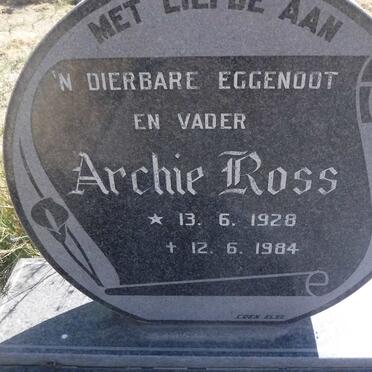 MET LIEFDE AAN
'N DIERBARE EGGENOOT
EN VADER
Archie Ross
★ 13. 6. 1928
✝ 12. 6. 1984